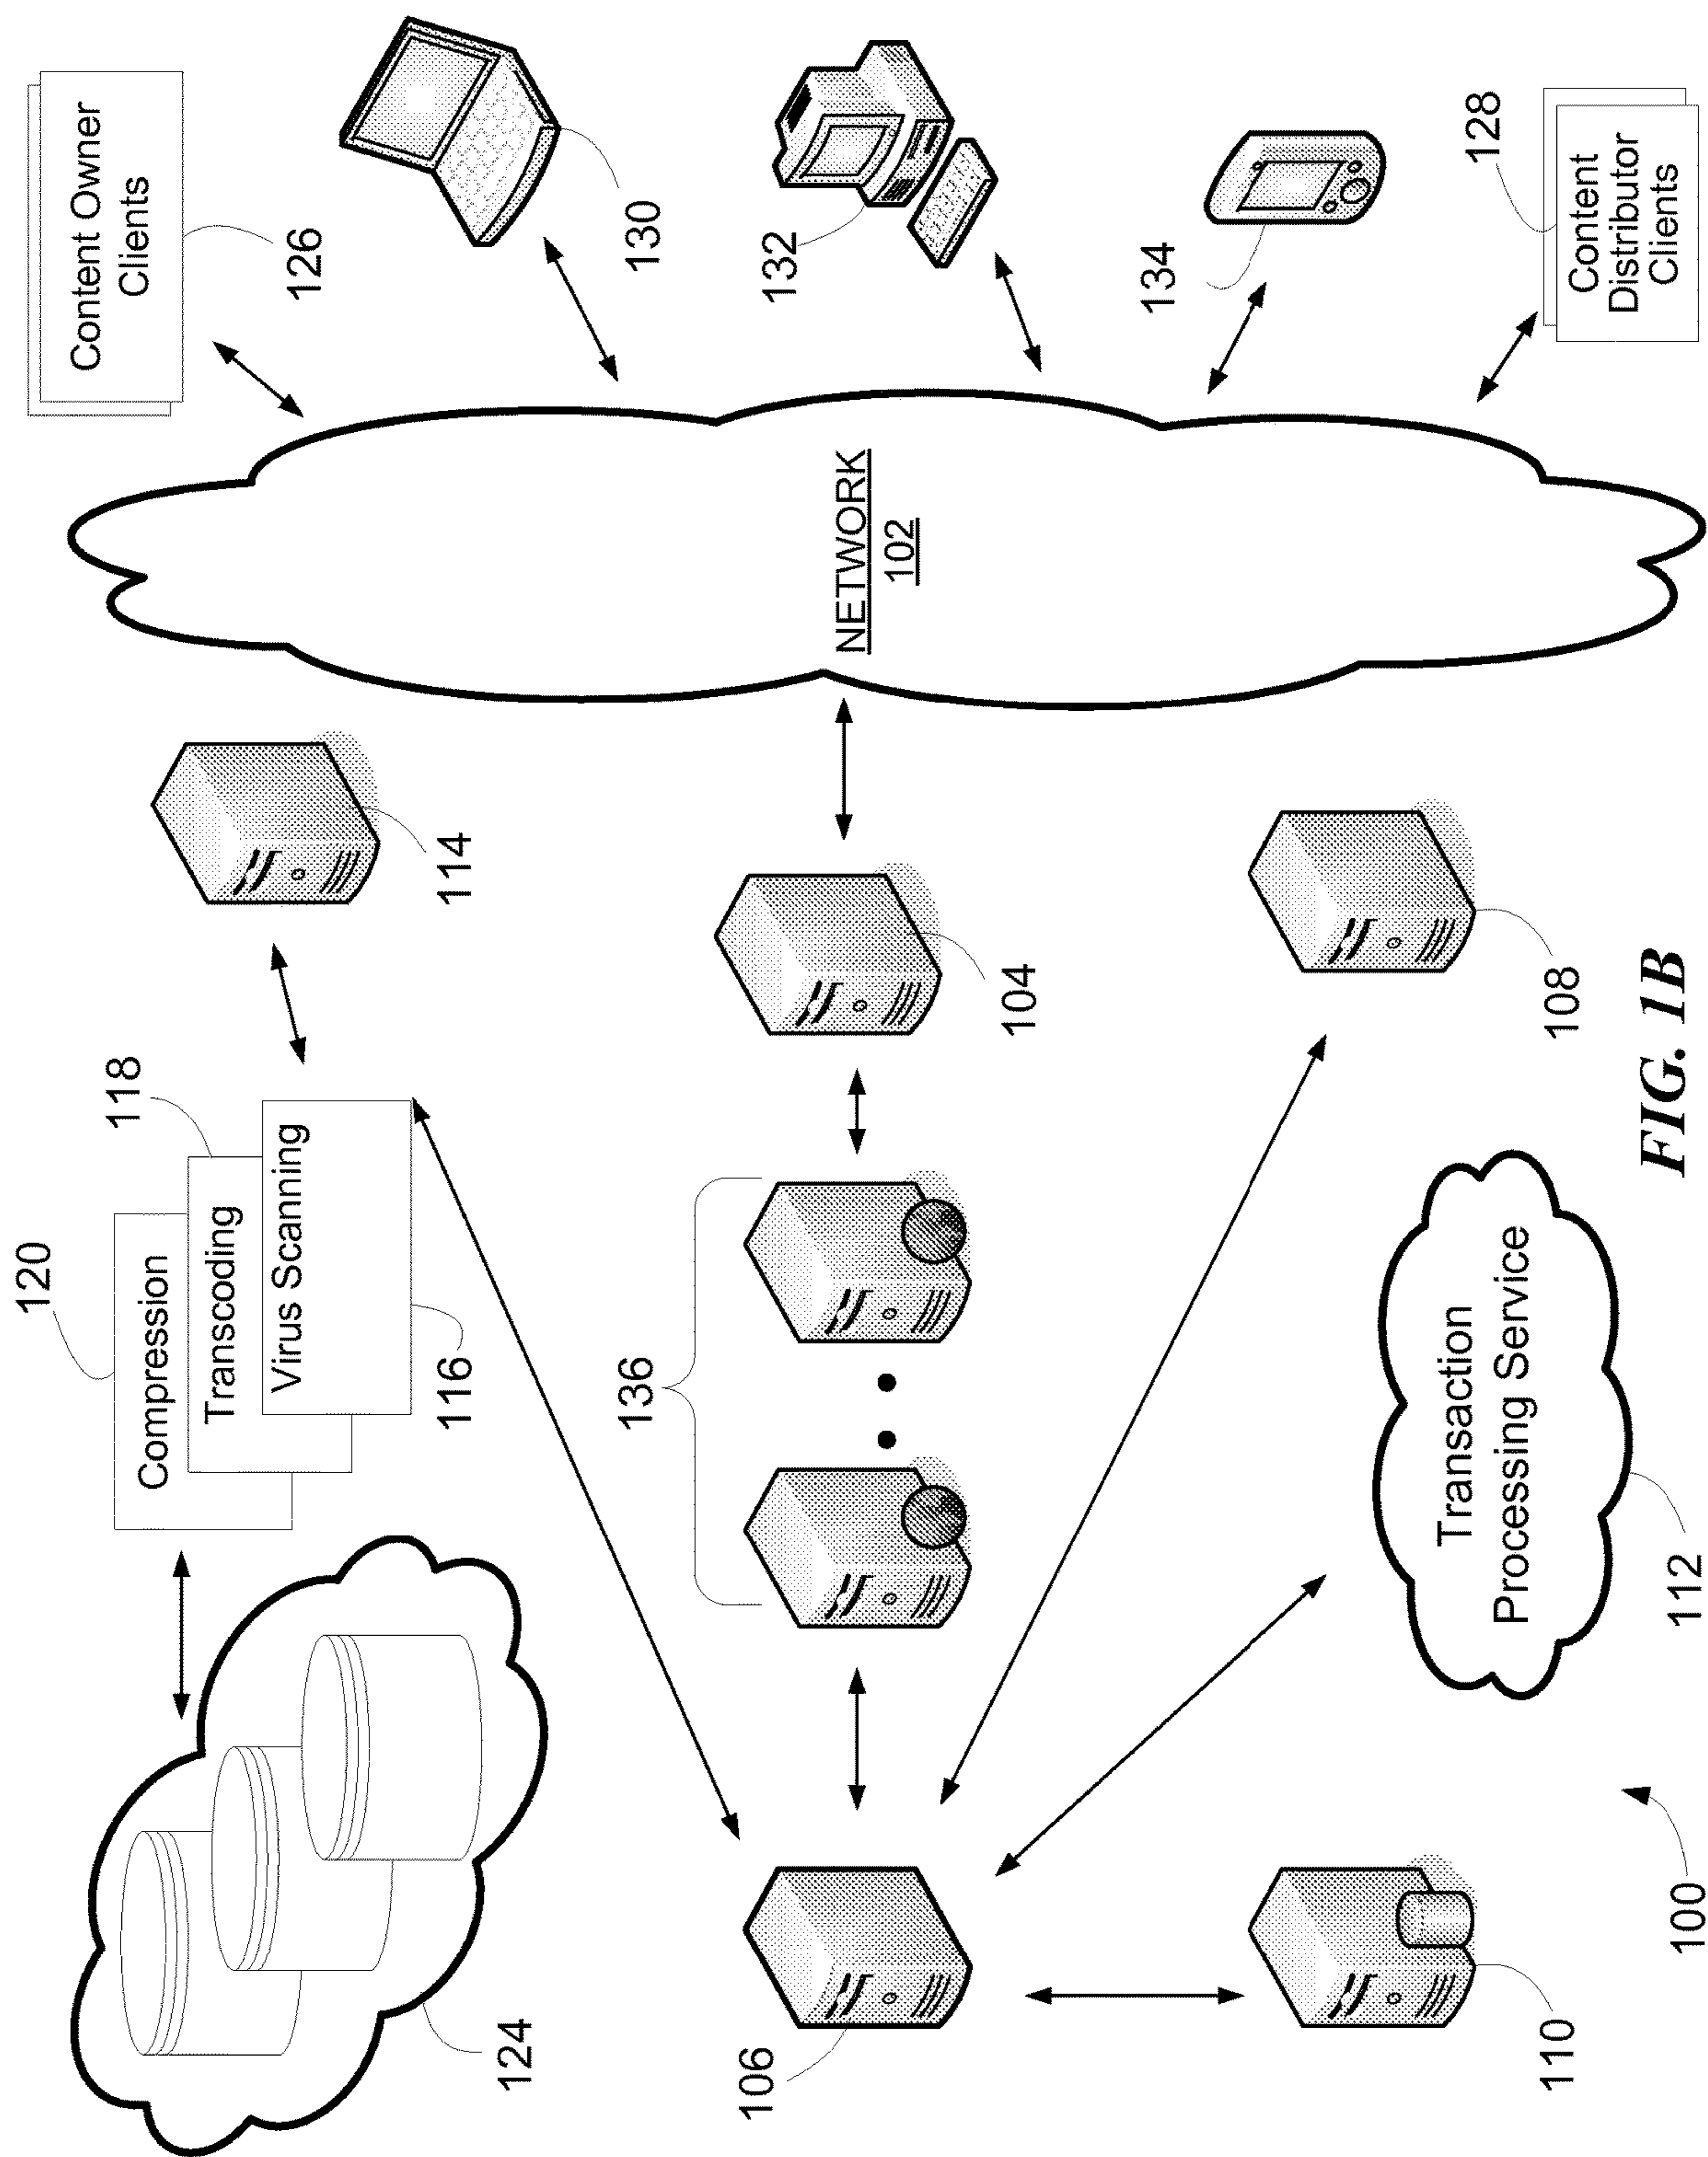 124
120
Compression
118
Transcoding
Virus Scanning
116
114
Content Owner
Clients
126
130
106
136
104
NETWORK
102
132
134
110
Transaction
Processing Service
112
108
Content
Distributor
Clients
128
100
FIG. 1B